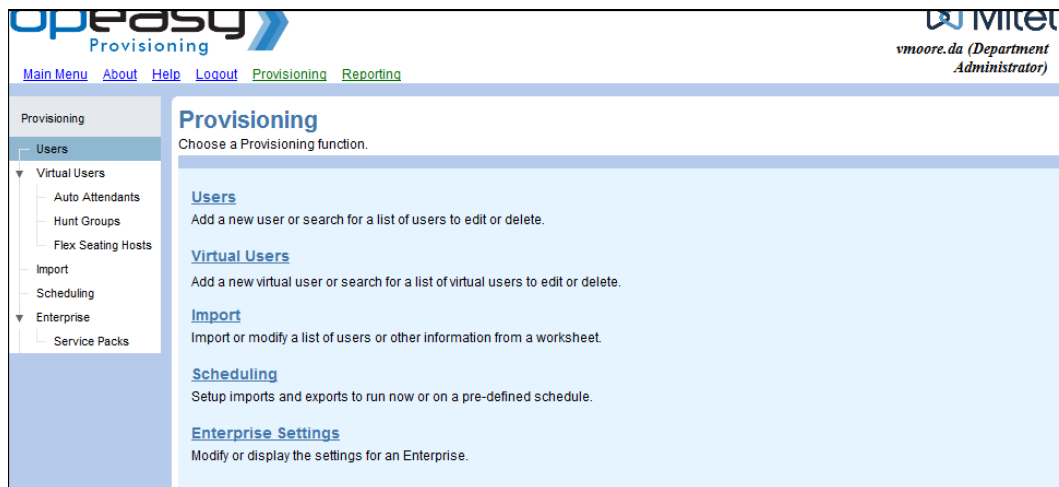 opeasy
Provisioning
Mitel
vmoore.da (Department
Administrator)
Main Menu About Help Logout Provisioning Reporting
Provisioning
Users
Virtual Users
Auto Attendants
Hunt Groups
Flex Seating Hosts
Import
Scheduling
Enterprise
Service Packs
Provisioning
Choose a Provisioning function.
Users
Add a new user or search for a list of users to edit or delete.
Virtual Users
Add a new virtual user or search for a list of virtual users to edit or delete.
Import
Import or modify a list of users or other information from a worksheet.
Scheduling
Setup imports and exports to run now or on a pre-defined schedule.
Enterprise Settings
Modify or display the settings for an Enterprise.